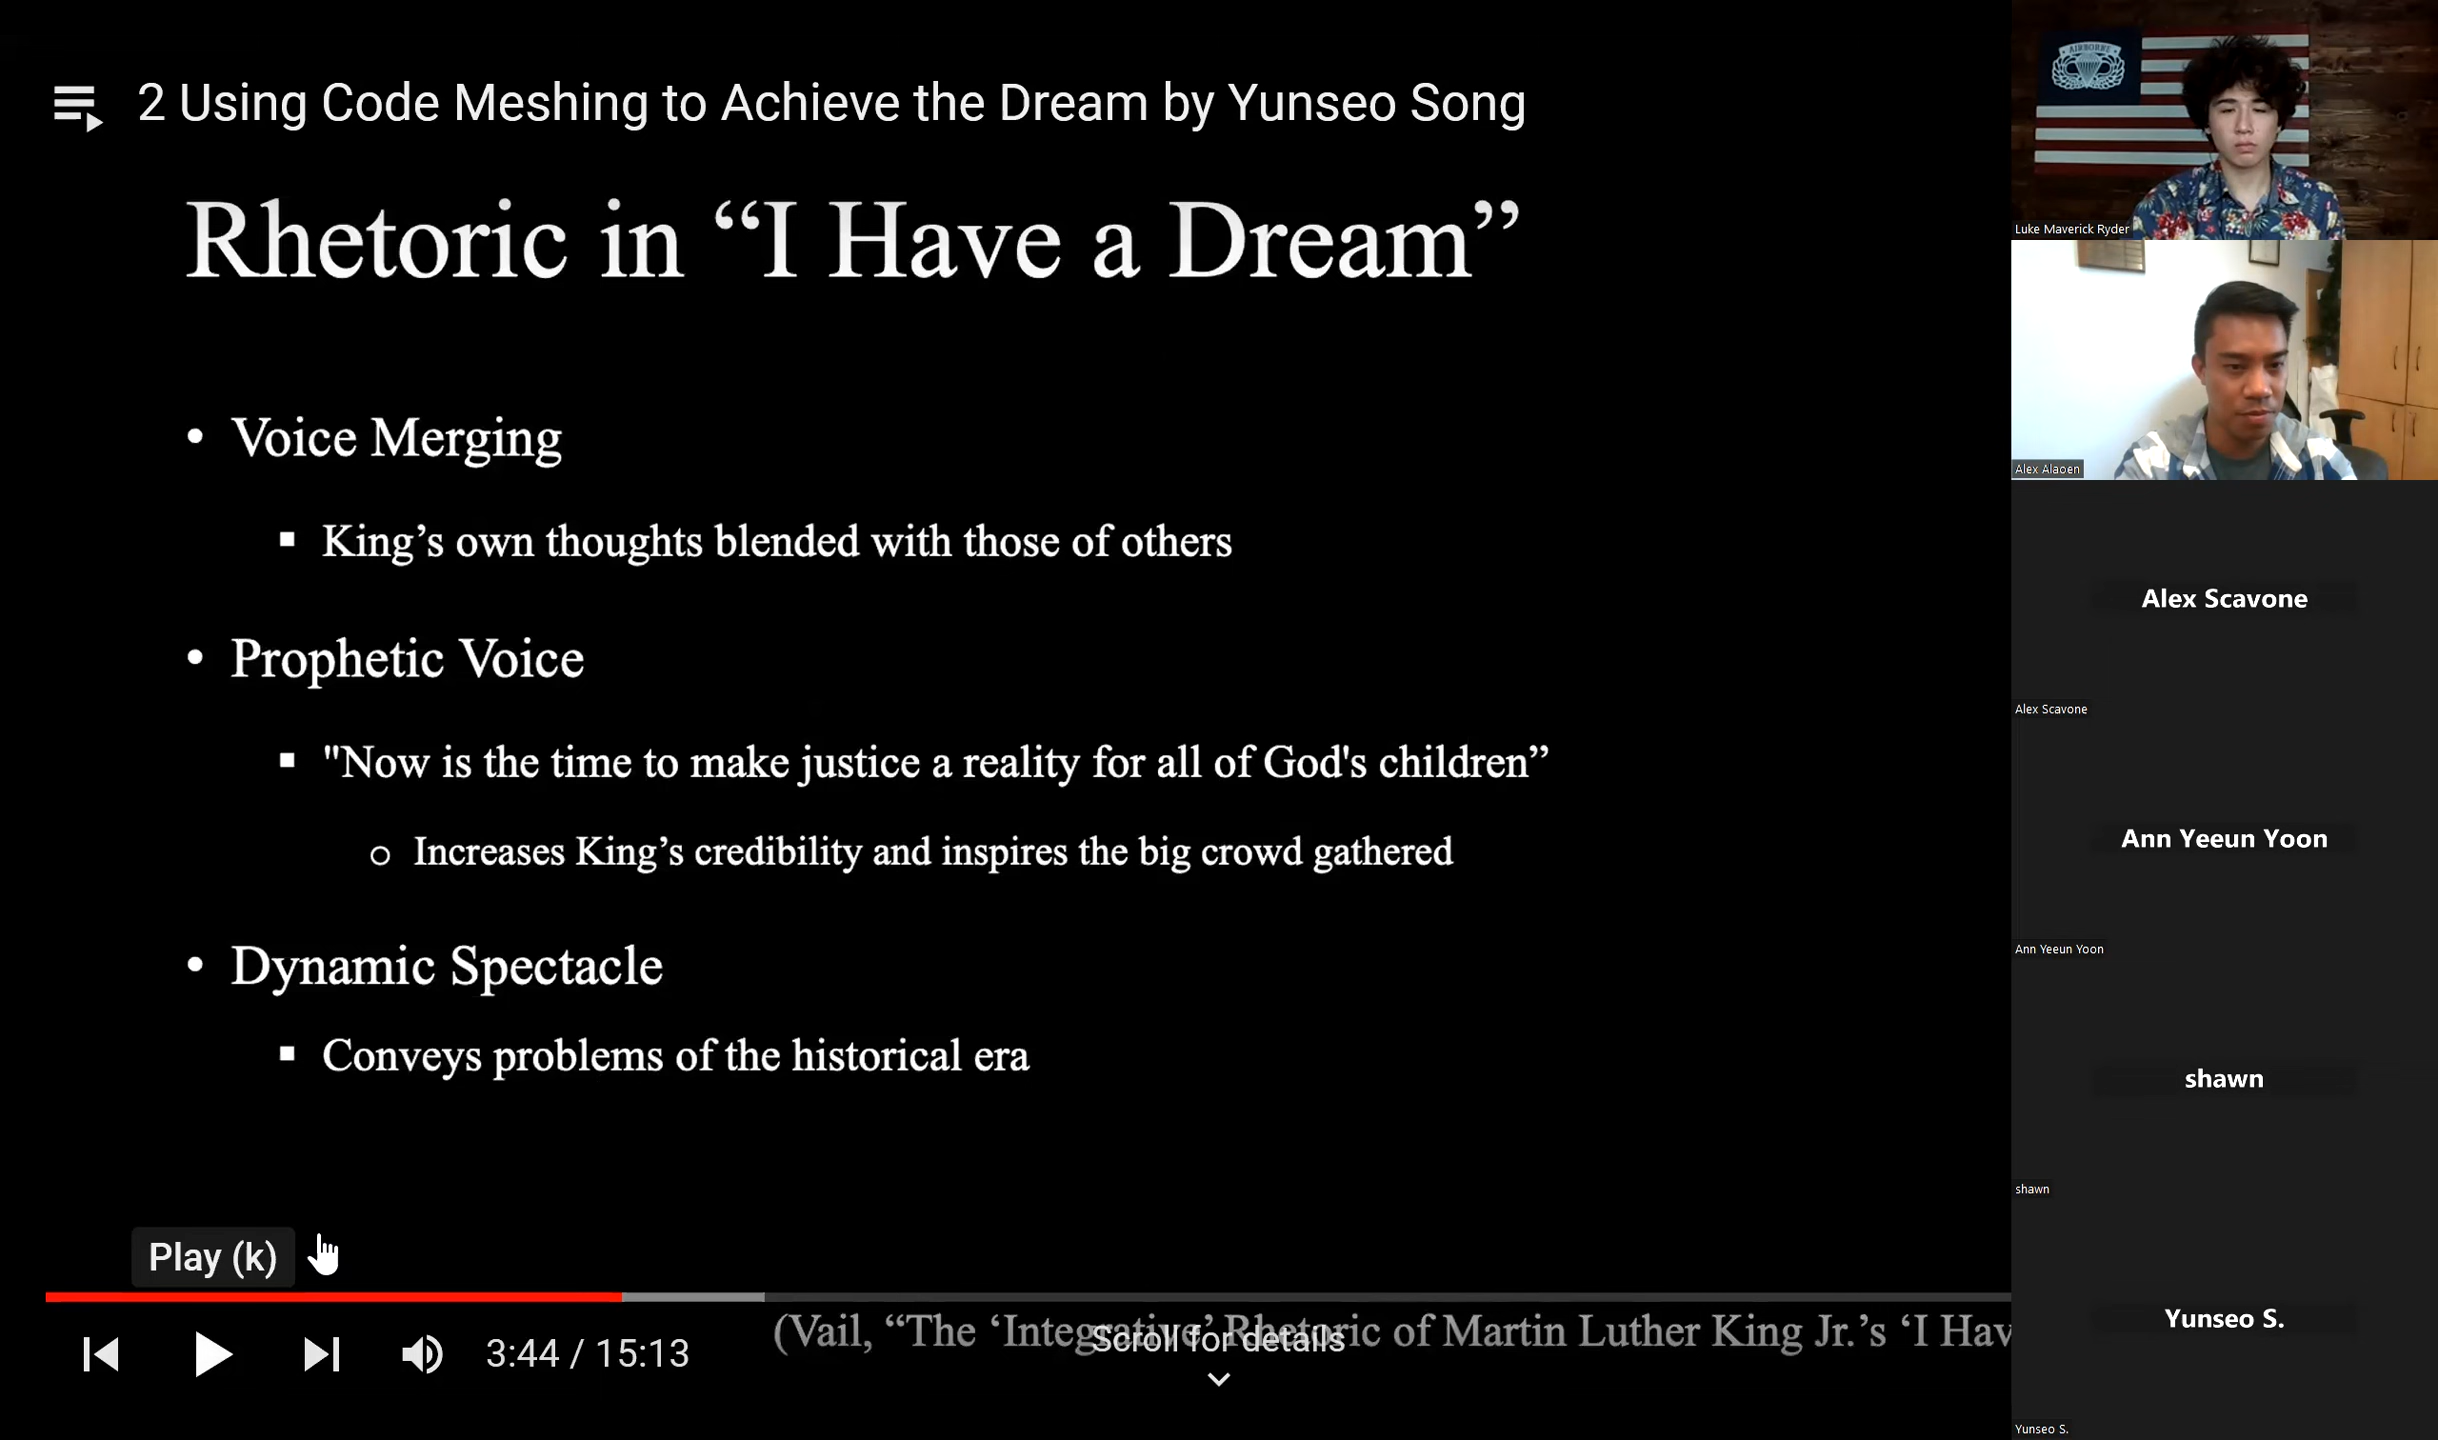 2 Using Code Meshing to Achieve the Dream by Yunseo Song
Rhetoric in “I Have a Dream”
• Voice Merging
▪ King’s own thoughts blended with those of others
• Prophetic Voice
▪ "Now is the time to make justice a reality for all of God's children”
o Increases King’s credibility and inspires the big crowd gathered
• Dynamic Spectacle
▪ Conveys problems of the historical era
Play (k)
(Vail, “The ‘Integrative’ Rhetoric of Martin Luther King Jr.’s ‘I Hav
Scroll for details
3:44 / 15:13
AIRBORNE
Luke Maverick Ryder
Alex Alapen
Alex Scavone
Alex Scavone
Ann Yeeun Yoon
Ann Yeeun Yoon
shawn
shawn
Yunseo S.
Yunseo S.